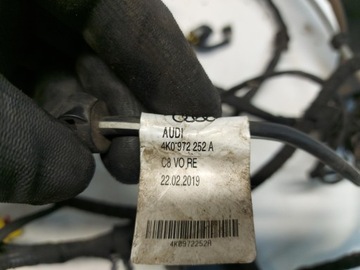 AUDI
4K0 972 252 A
C8 VO RE
22.02.2019
4K0972252A